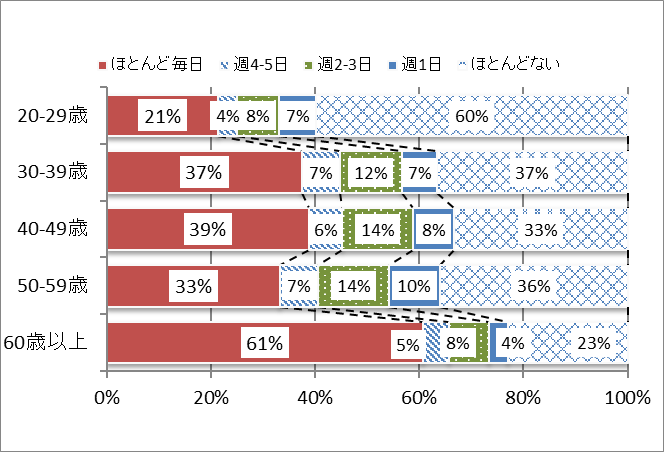 ほとんど毎日 週4-5日 週2-3日 週1日 ほとんどない
20-29歳 21% 4% 8% 7% 60%
30-39歳 37% 7% 12% 7% 37%
40-49歳 39% 6% 14% 8% 33%
50-59歳 33% 7% 14% 10% 36%
60歳以上 61% 5% 8% 4% 23%
0% 20% 40% 60% 80% 100%